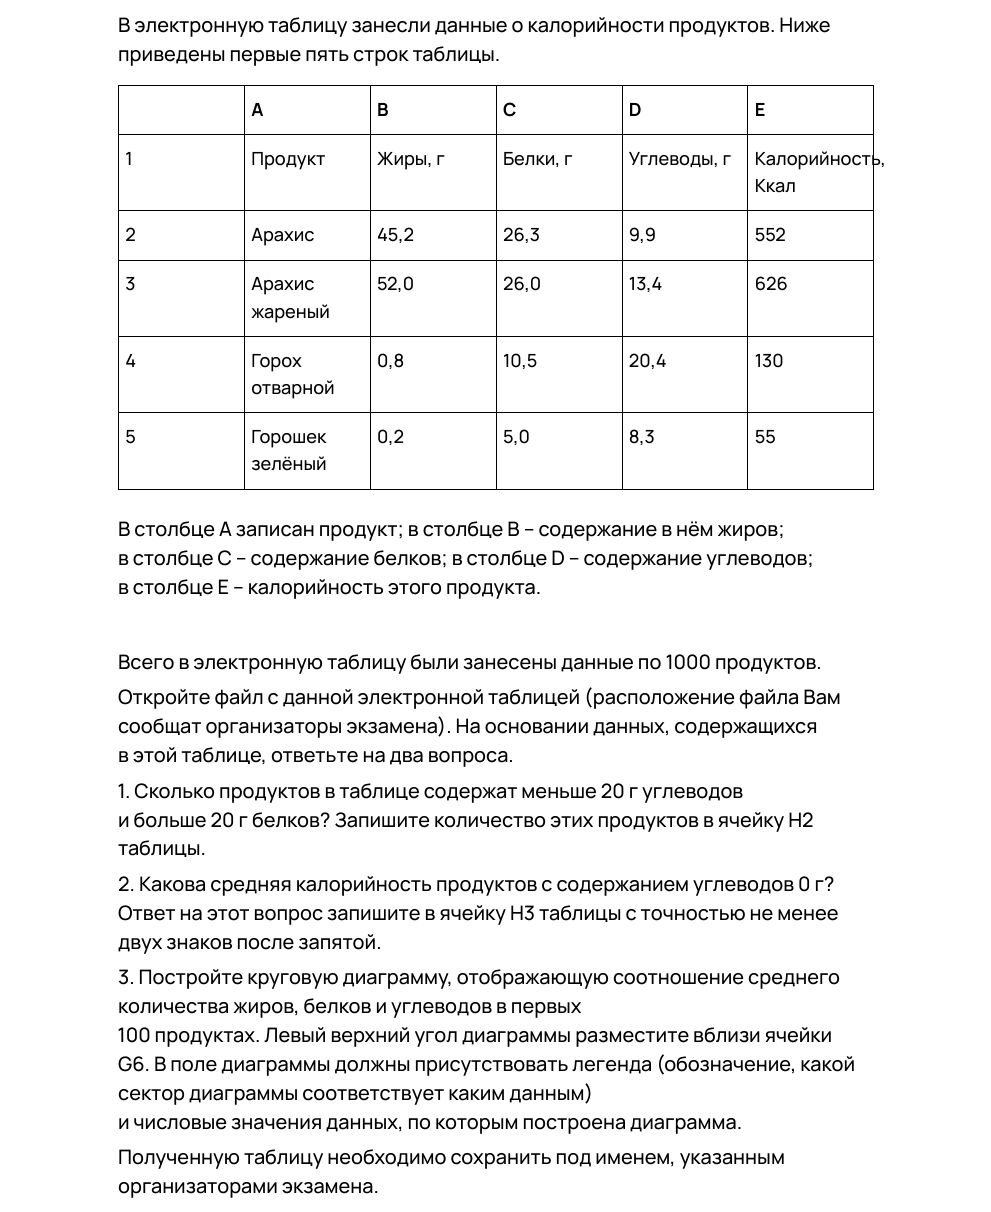 В электронную таблицу занесли данные о калорийности продуктов. Ниже
приведены первые пять строк таблицы.
A B C D E
1 Продукт Жиры, г Белки, г Углеводы, г Калорийность,
Ккал
2 Арахис 45,2 26,3 9,9 552
3 Арахис 52,0 26,0 13,4 626
жареный
4 Горох 0,8 10,5 20,4 130
отварной
5 Горошек 0,2 5,0 8,3 55
зелёный
В столбце A записан продукт; в столбце B – содержание в нём жиров;
в столбце C – содержание белков; в столбце D – содержание углеводов;
в столбце E – калорийность этого продукта.
Всего в электронную таблицу были занесены данные по 1000 продуктов.
Откройте файл с данной электронной таблицей (расположение файла Вам
сообщат организаторы экзамена). На основании данных, содержащихся
в этой таблице, ответьте на два вопроса.
1. Сколько продуктов в таблице содержат меньше 20 г углеводов
и больше 20 г белков? Запишите количество этих продуктов в ячейку H2
таблицы.
2. Какова средняя калорийность продуктов с содержанием углеводов 0 г?
Ответ на этот вопрос запишите в ячейку H3 таблицы с точностью не менее
двух знаков после запятой.
3. Постройте круговую диаграмму, отображающую соотношение среднего
количества жиров, белков и углеводов в первых
100 продуктах. Левый верхний угол диаграммы разместите вблизи ячейки
G6. В поле диаграммы должны присутствовать легенда (обозначение, какой
сектор диаграммы соответствует каким данным)
и числовые значения данных, по которым построена диаграмма.
Полученную таблицу необходимо сохранить под именем, указанным
организаторами экзамена.